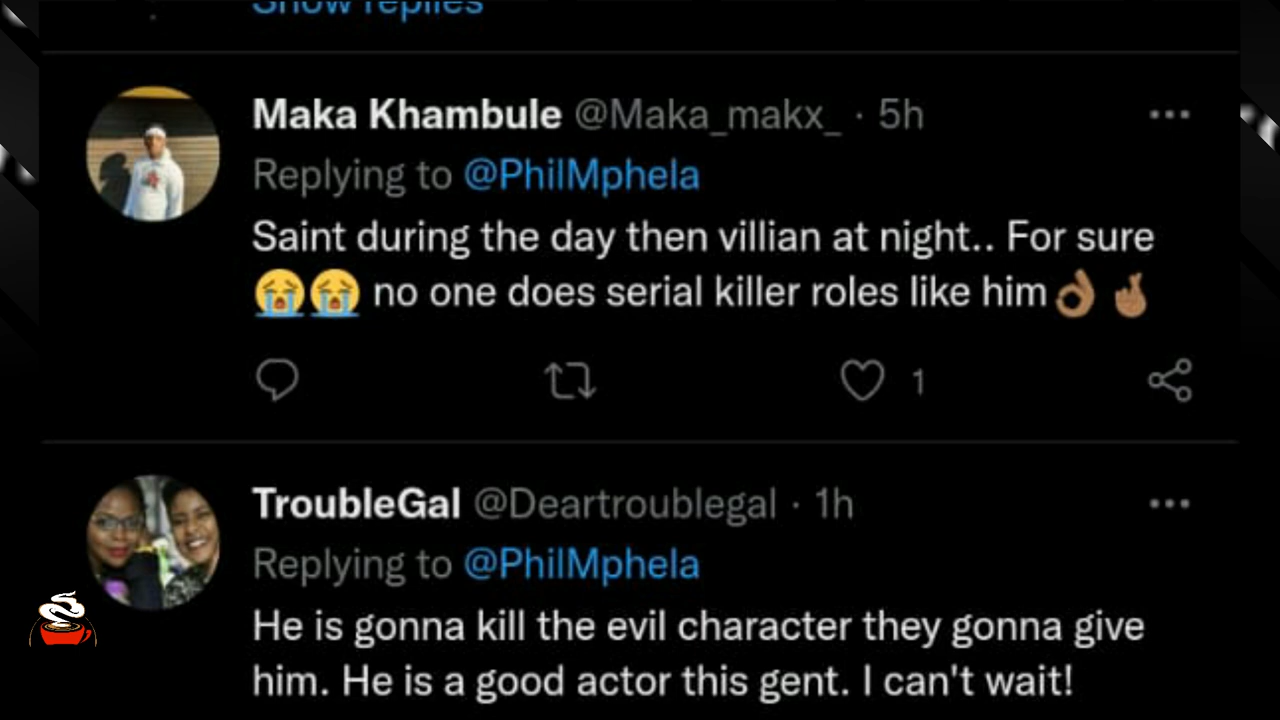 Show replies
Maka Khambule @Maka_makx_ · 5h
Replying to @PhilMphela
Saint during the day then villian at night.. For sure
😭😭 no one does serial killer roles like him👌🏽🤞🏽
1
TroubleGal @Deartroublegal · 1h
Replying to @PhilMphela
He is gonna kill the evil character they gonna give
him. He is a good actor this gent. I can't wait!